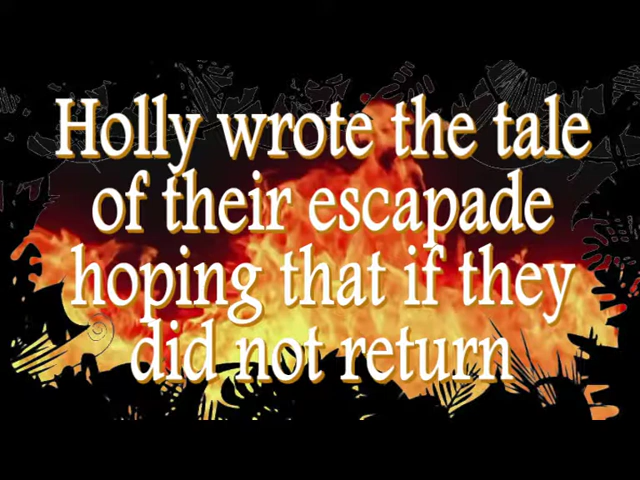 Holly wrote the tale
of their escapade
hoping that if they
did not return